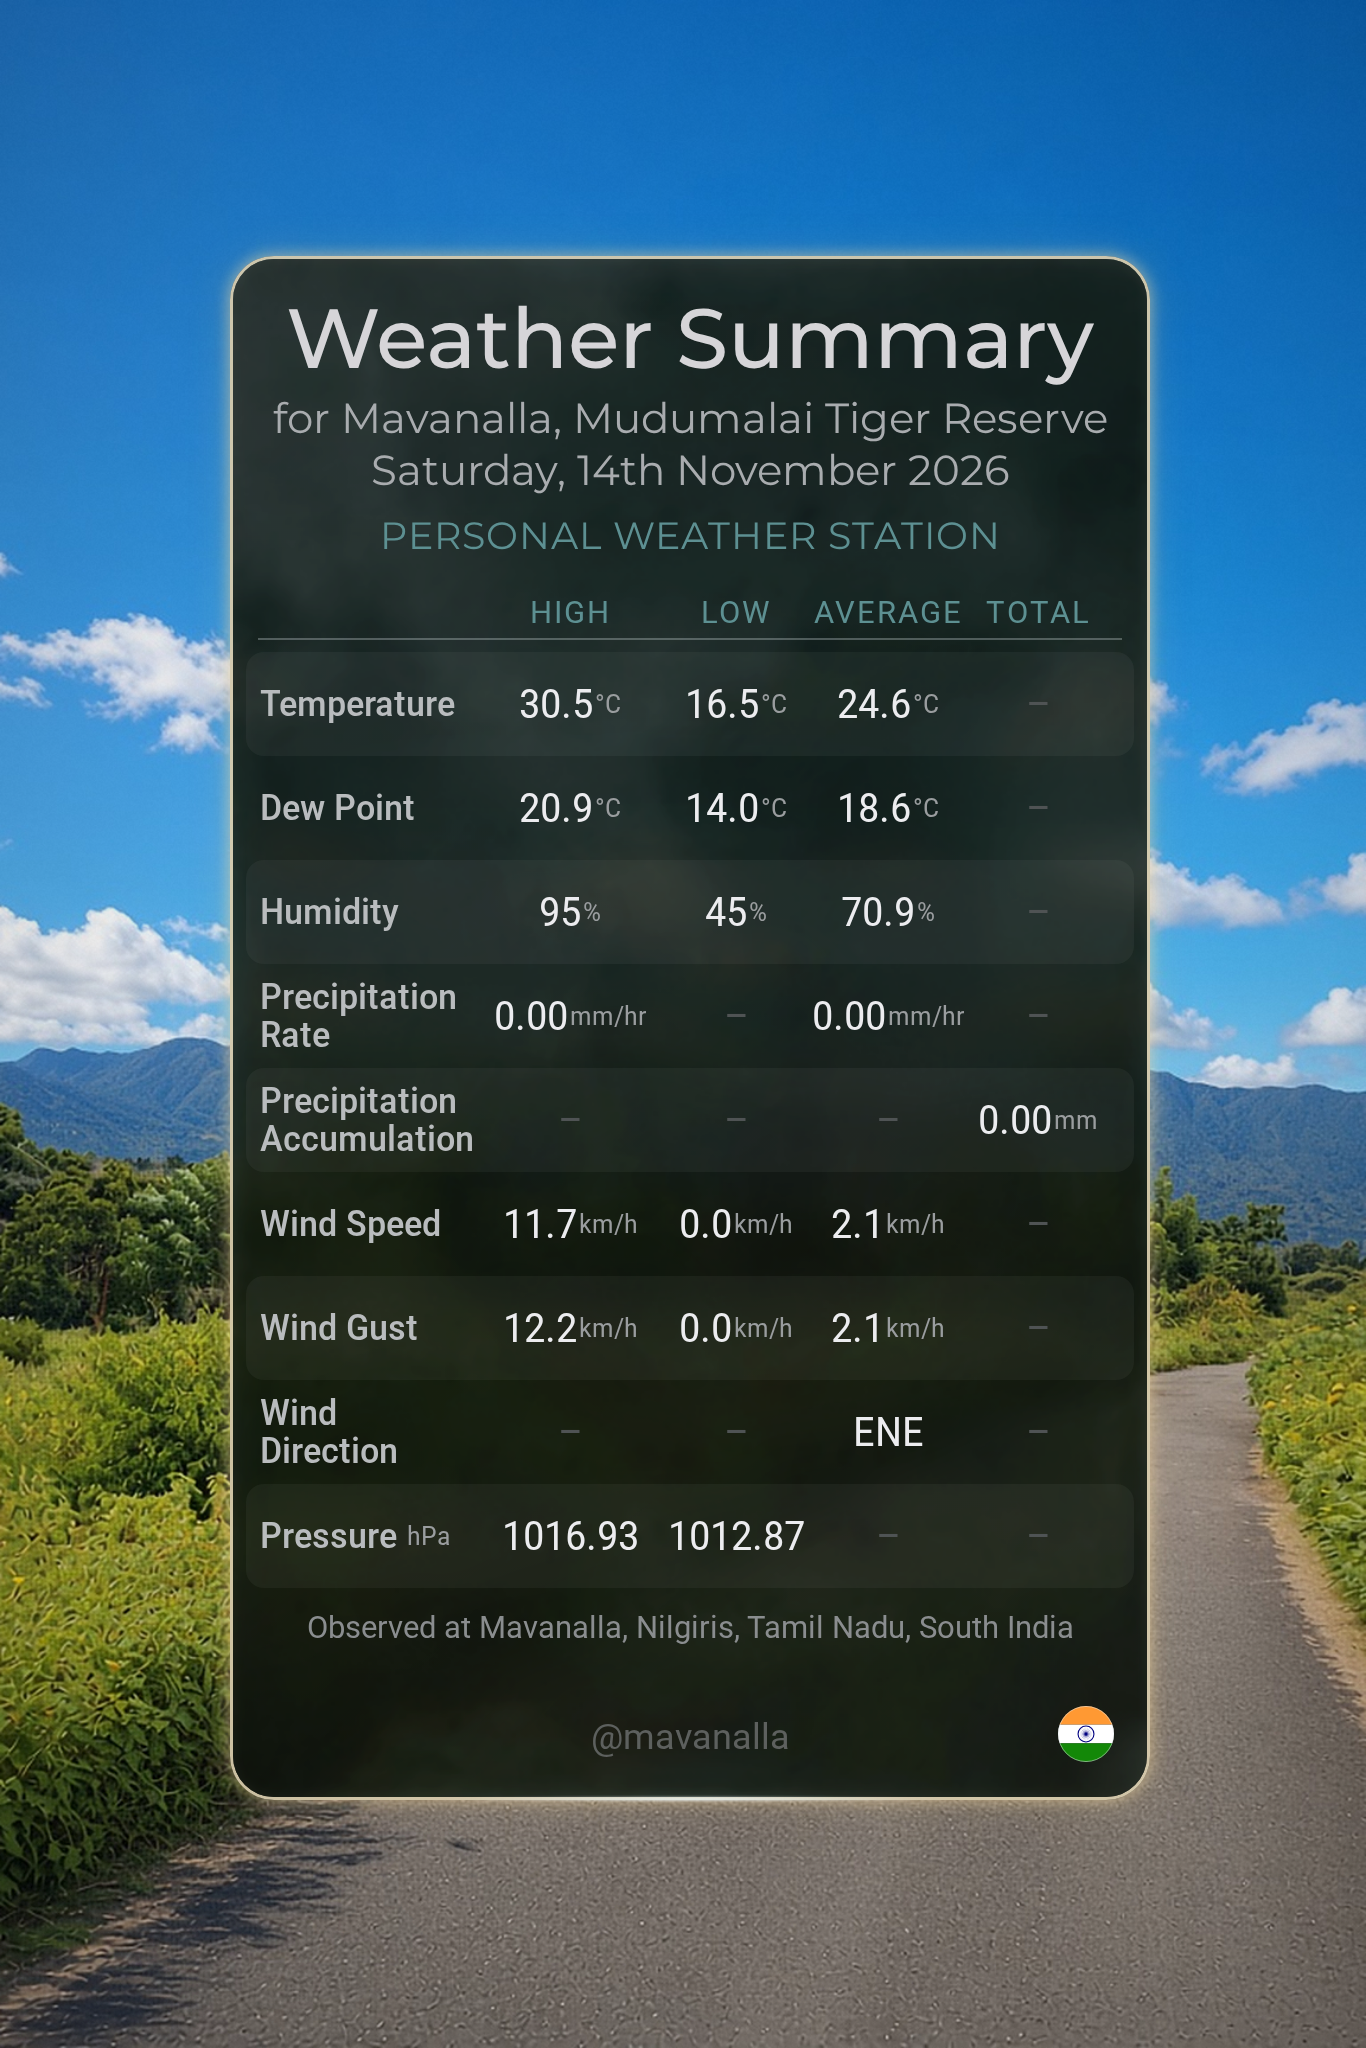 Weather Summary
for Mavanalla, Mudumalai Tiger Reserve
Saturday, 14th November 2026
PERSONAL WEATHER STATION
HIGH LOW AVERAGE TOTAL
Temperature 30.5°C 16.5°C 24.6°C –
Dew Point 20.9°C 14.0°C 18.6°C –
Humidity 95% 45% 70.9% –
Precipitation
Rate 0.00mm/hr – 0.00mm/hr –
Precipitation
Accumulation – – – 0.00mm
Wind Speed 11.7km/h 0.0km/h 2.1km/h –
Wind Gust 12.2km/h 0.0km/h 2.1km/h –
Wind
Direction – – ENE –
Pressure hPa 1016.93 1012.87 – –
Observed at Mavanalla, Nilgiris, Tamil Nadu, South India
@mavanalla